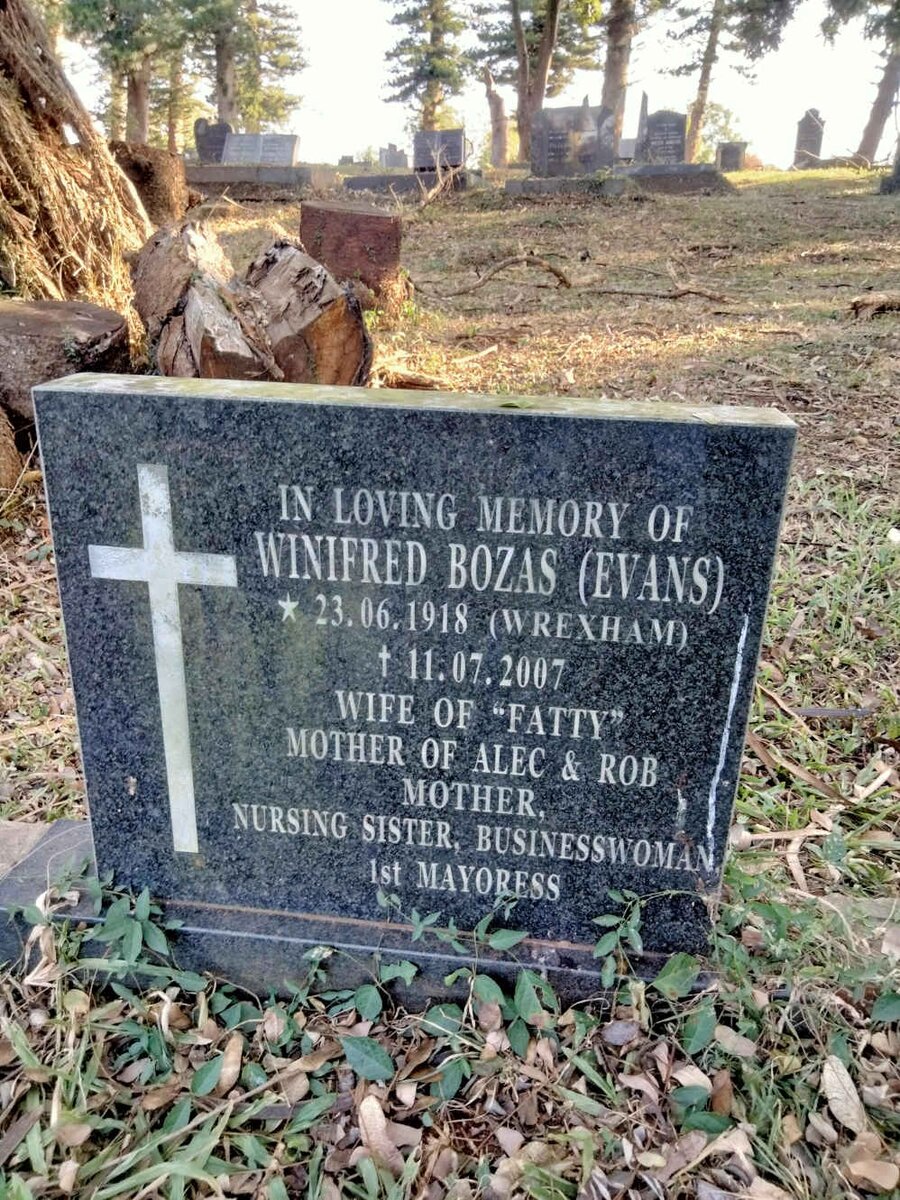 IN LOVING MEMORY OF
WINIFRED BOZAS (EVANS)
★ 23.06.1918 (WREXHAM)
† 11.07.2007
WIFE OF "FATTY"
MOTHER OF ALEC & ROB
MOTHER,
NURSING SISTER, BUSINESSWOMAN
1st MAYORESS